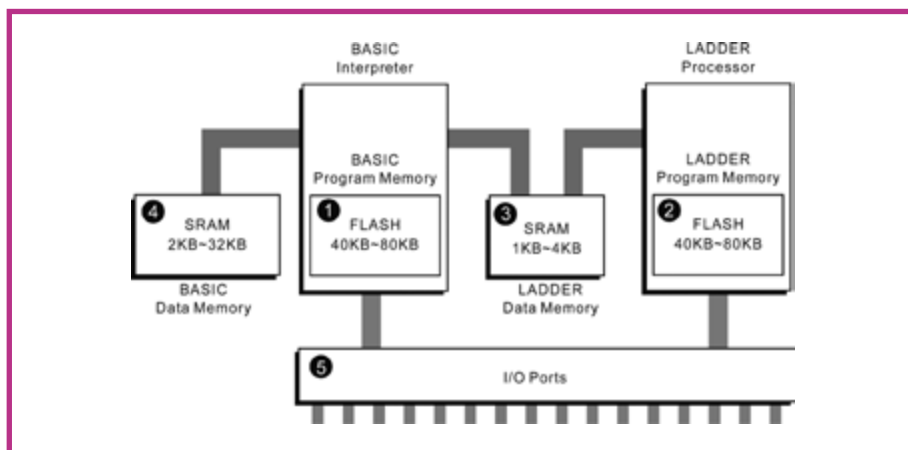 BASIC
Interpreter
LADDER
Processor
BASIC
Program Memory
LADDER
Program Memory
4
SRAM
2KB~32KB
1
FLASH
40KB~80KB
3
SRAM
1KB~4KB
2
FLASH
40KB~80KB
BASIC
Data Memory
LADDER
Data Memory
5
I/O Ports